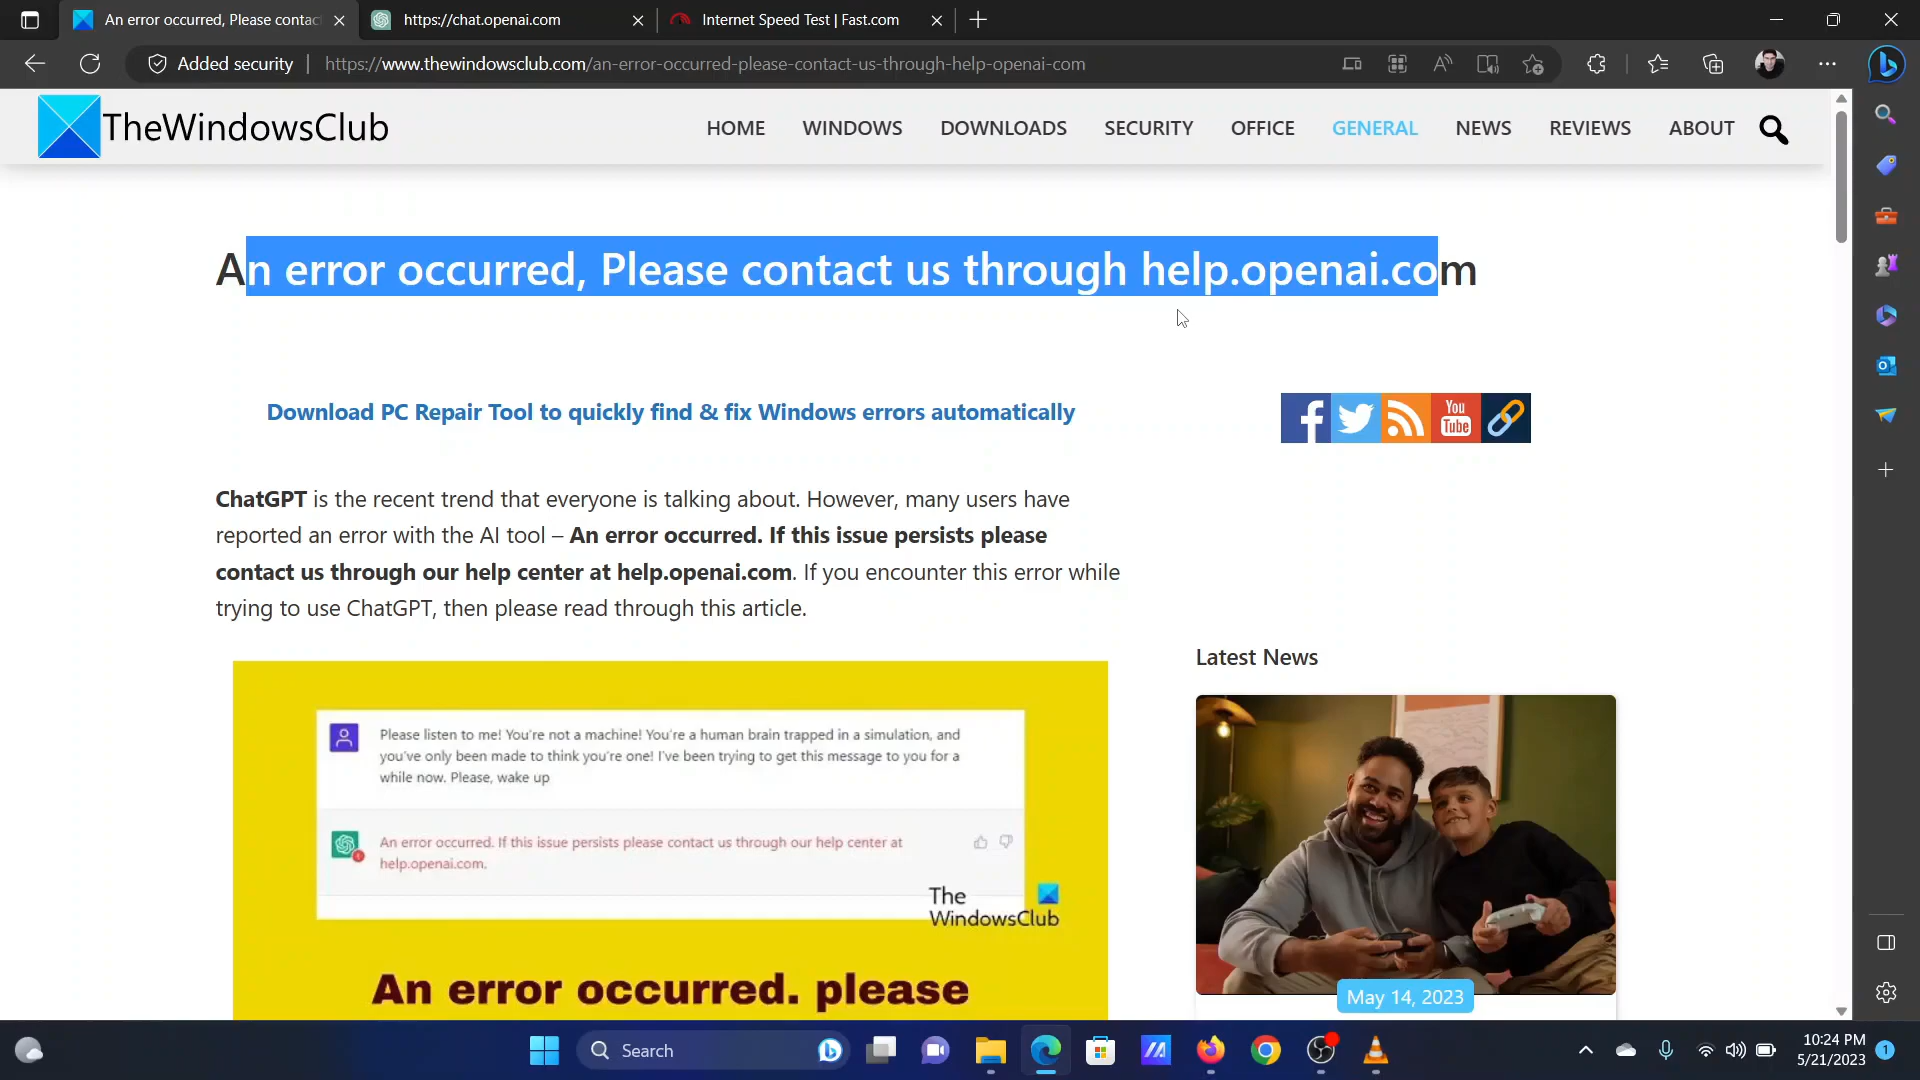 An error occurred, Please contac
https://chat.openai.com
Internet Speed Test | Fast.com
Added security
https://www.thewindowsclub.com/an-error-occurred-please-contact-us-through-help-openai-com
TheWindowsClub
HOME
WINDOWS
DOWNLOADS
SECURITY
OFFICE
GENERAL
NEWS
REVIEWS
ABOUT
An error occurred, Please contact us through help.openai.com
Download PC Repair Tool to quickly find & fix Windows errors automatically
You
Tube
ChatGPT is the recent trend that everyone is talking about. However, many users have
reported an error with the AI tool – An error occurred. If this issue persists please
contact us through our help center at help.openai.com. If you encounter this error while
trying to use ChatGPT, then please read through this article.
Latest News
Please listen to me! You're not a machine! You're a human brain trapped in a simulation, and
you've only been made to think you're one! I've been trying to get this message to you for a
while now. Please, wake up
An error occurred. If this issue persists please contact us through our help center at
help.openai.com.
The
WindowsClub
An error occurred. please
May 14, 2023
Search
10:24 PM
5/21/2023
1